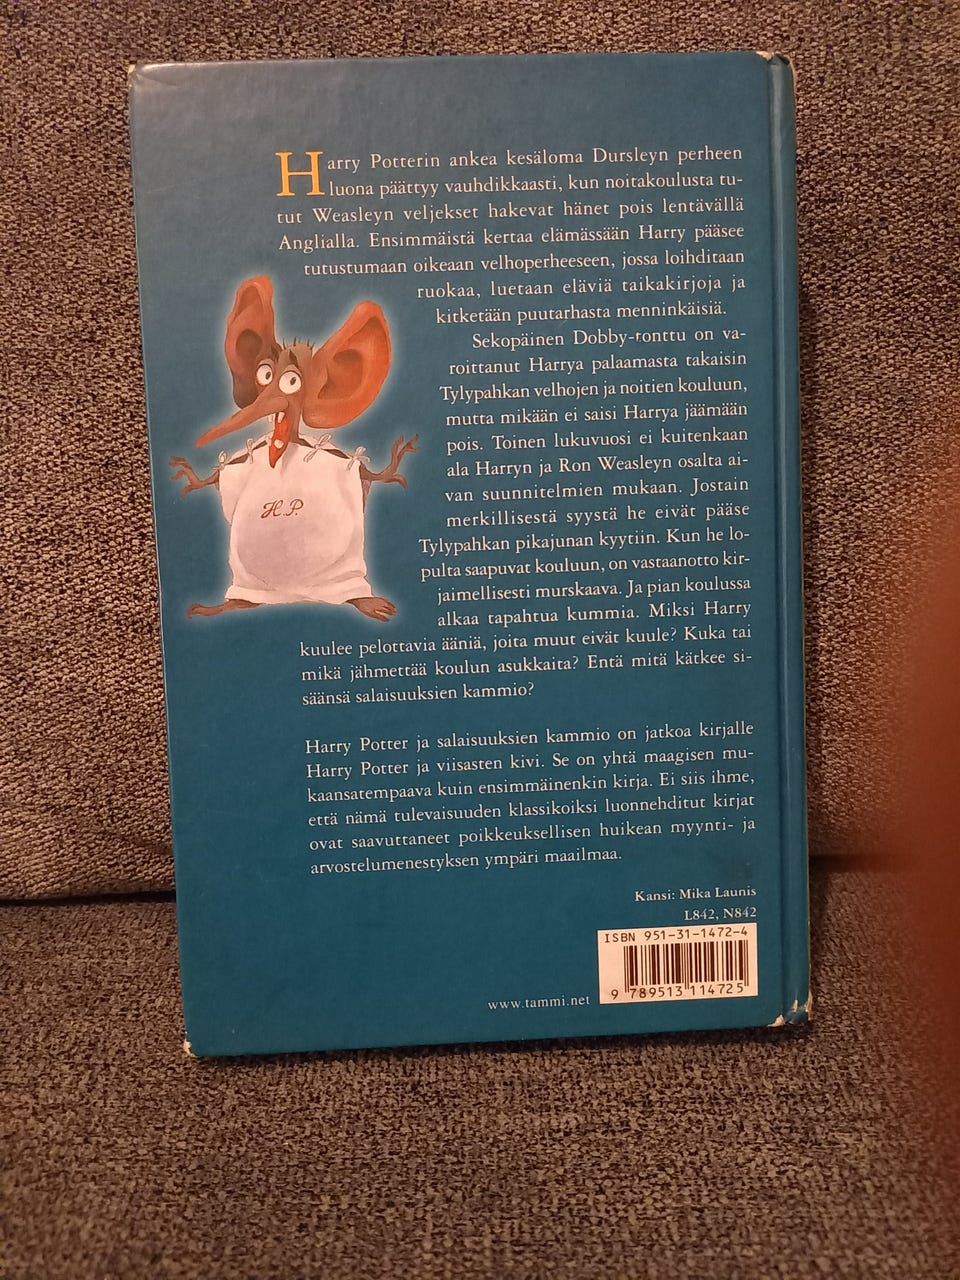 Harry Potterin ankea kesäloma Dursleyn perheen
luona päättyy vauhdikkaasti, kun noitakoulusta tu-
tut Weasleyn veljekset hakevat hänet pois lentävällä
Anglialla. Ensimmäistä kertaa elämässään Harry pääsee
tutustumaan oikeaan velhoperheeseen, jossa loihditaan
ruokaa, luetaan eläviä taikakirjoja ja
kitketään puutarhasta menninkäisiä.
Sekopäinen Dobby-tonttu on va-
roittanut Harrya palaamasta takaisin
Tylypahkan velhojen ja noitien kouluun,
mutta mikään ei saisi Harrya jäämään
pois. Toinen lukuvuosi ei kuitenkaan
ala Harryn ja Ron Weasleyn osalta ai-
van suunnitelmien mukaan. Jostain
merkillisestä syystä he eivät pääse
Tylypahkan pikajunan kyytiin. Kun he lo-
pulta saapuvat kouluun, on vastaanotto kir-
jaimellisesti murskaava. Ja pian koulussa
alkaa tapahtua kummia. Miksi Harry
kuulee pelottavia ääniä, joita muut eivät kuule? Kuka tai
mikä jähmettää koulun asukkaita? Entä mitä kätkee si-
säänsä salaisuuksien kammio?
H.P.
Harry Potter ja salaisuuksien kammio on jatkoa kirjalle
Harry Potter ja viisasten kivi. Se on yhtä maagisen mu-
kaansatempaava kuin ensimmäinenkin kirja. Ei siis ihme,
että nämä tulevaisuuden klassikoiksi luonnehditut kirjat
ovat saavuttaneet poikkeuksellisen huikean myynti- ja
arvostelumenestyksen ympäri maailmaa.
Kansi: Mika Launis
L842, N842
ISBN 951-31-1472-4
9 789513 114725
www.tammi.net